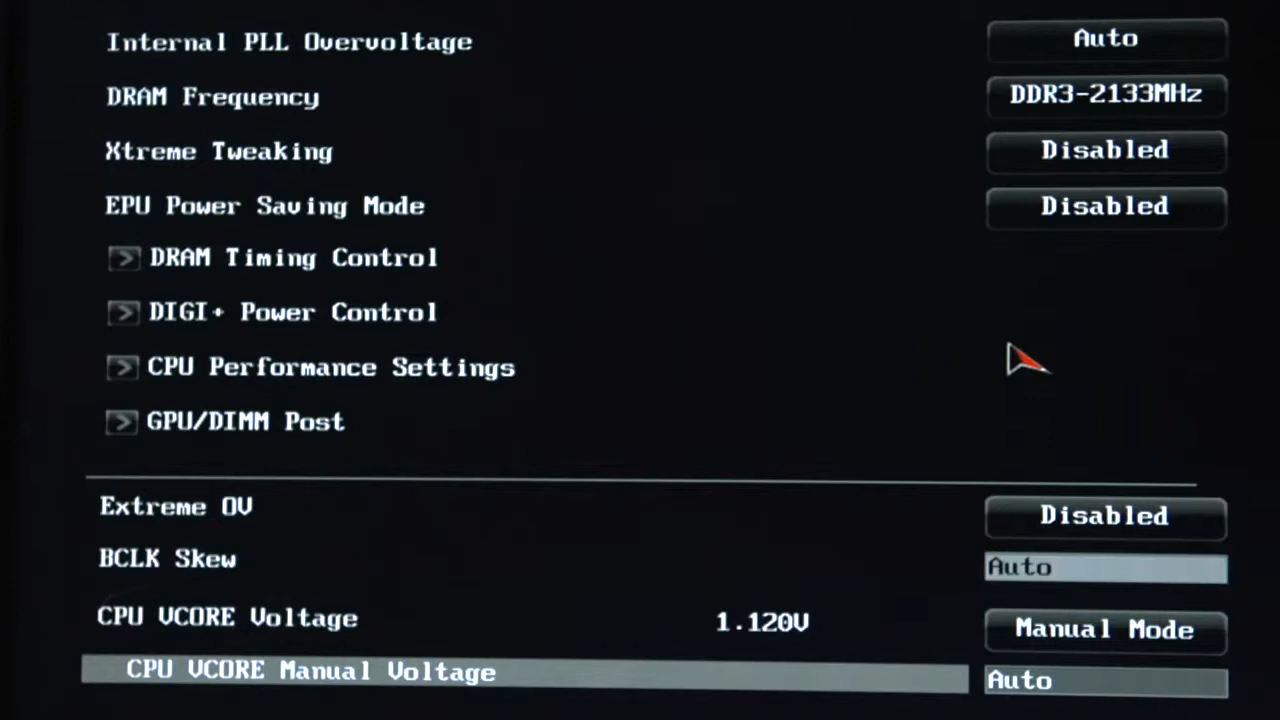 Internal PLL Overvoltage Auto
DRAM Frequency DDR3-2133MHz
Xtreme Tweaking Disabled
EPU Power Saving Mode Disabled
> DRAM Timing Control
> DIGI+ Power Control
> CPU Performance Settings
> GPU/DIMM Post
Extreme OV Disabled
BCLK Skew Auto
CPU VCORE Voltage 1.120V Manual Mode
CPU VCORE Manual Voltage Auto